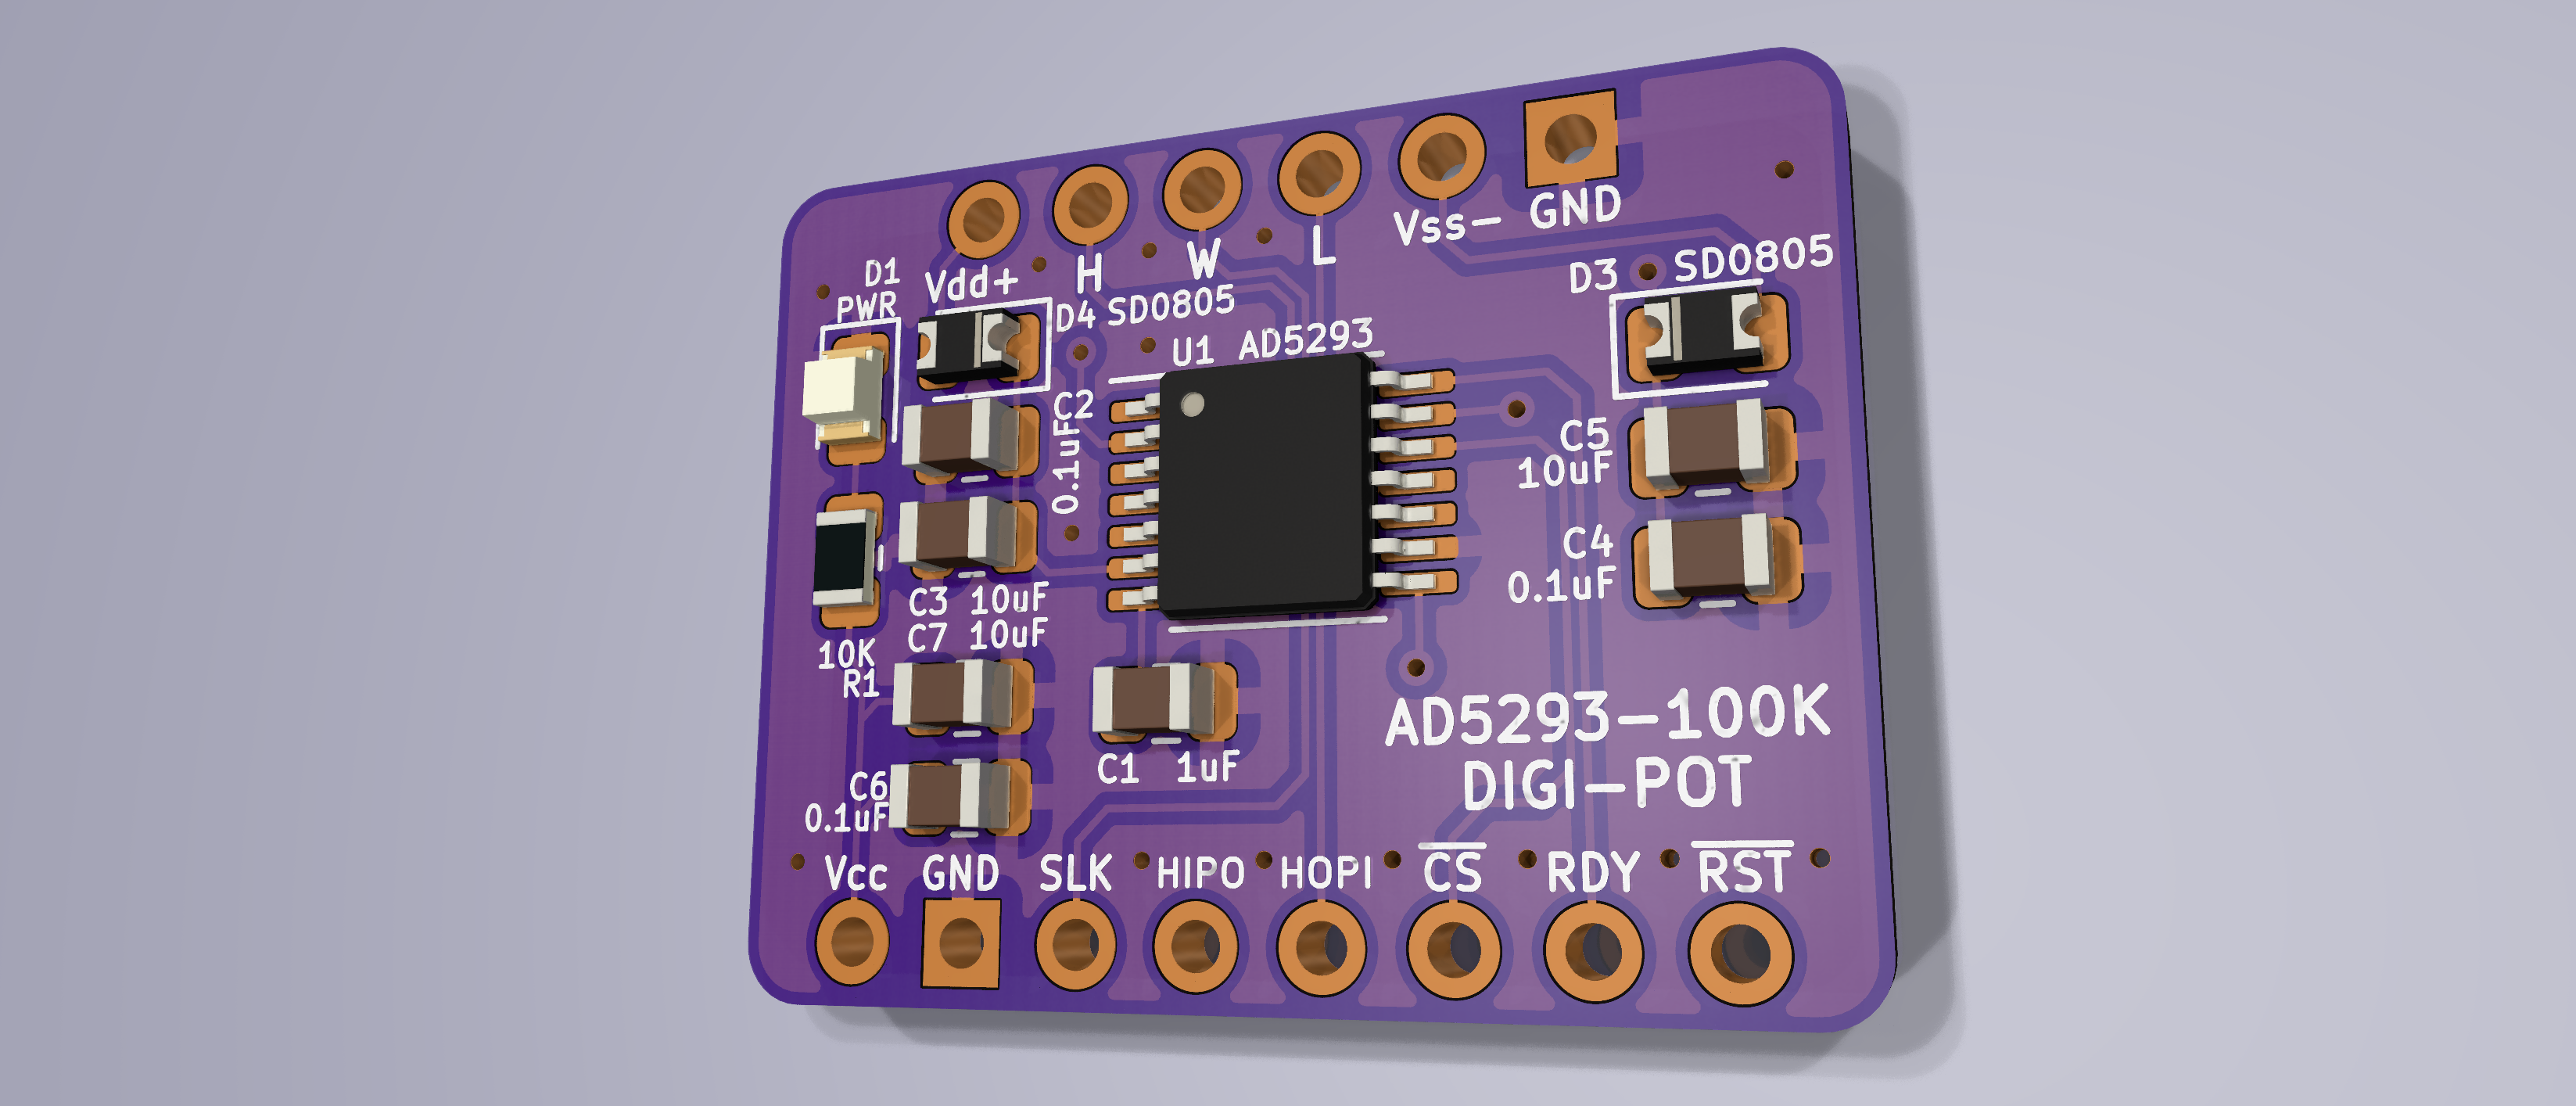 Vss- GND
Vdd+ H W L
D1
PWR
D4 SD0805
D3 SD0805
U1 AD5293
C2
0.1uF
C5
10uF
C4
0.1uF
C3 10uF
C7 10uF
10K
R1
C6
0.1uF
C1 1uF
AD5293-100K
DIGI-POT
Vcc GND SLK HIPO HOPI CS RDY RST